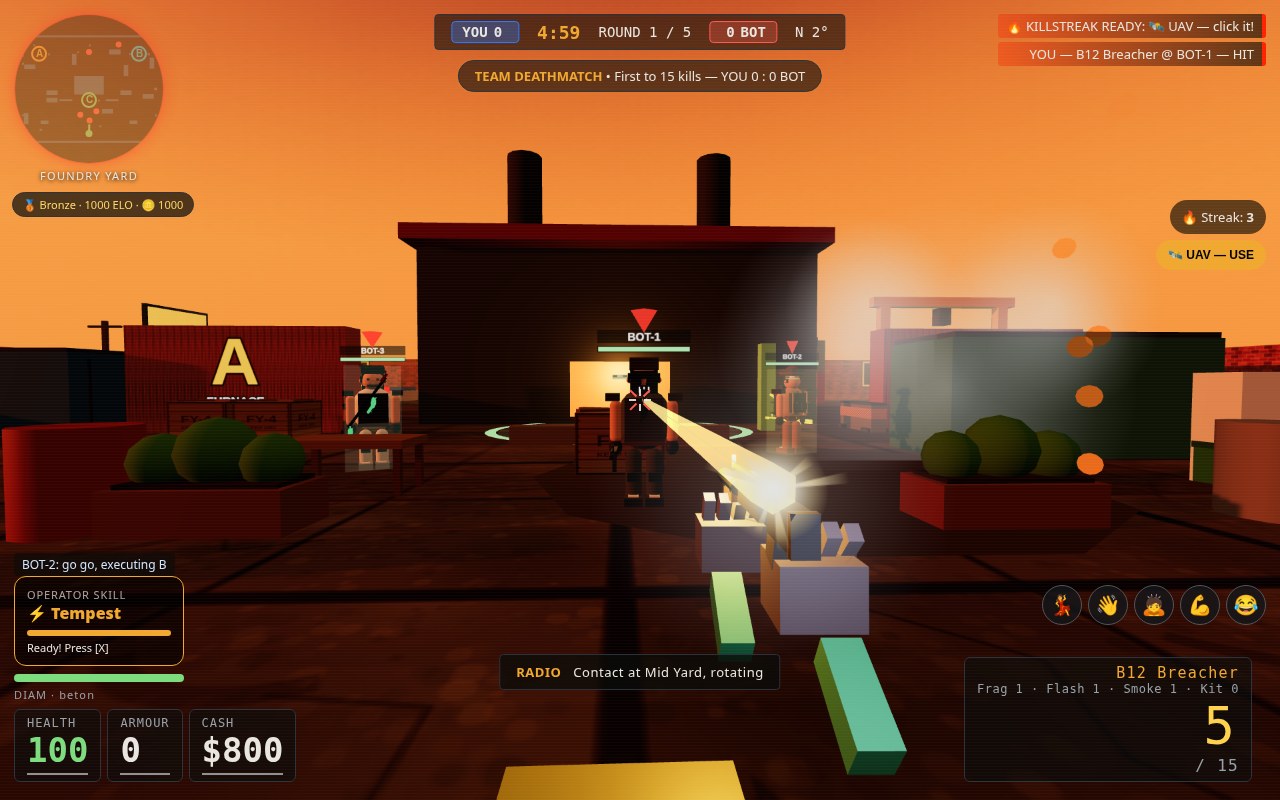 YOU 0 4:59 ROUND 1 / 5 0 BOT N 2°
TEAM DEATHMATCH • First to 15 kills — YOU 0 : 0 BOT
KILLSTREAK READY: UAV — click it!
YOU — B12 Breacher @ BOT-1 — HIT
A
B
C
FOUNDRY YARD
Bronze · 1000 ELO · 1000
Streak: 3
UAV — USE
BOT-3
BOT-1
BOT-2
A
FURNACE
FY-4
BOT-2: go go, executing B
OPERATOR SKILL
⚡ Tempest
Ready! Press [X]
DIAM · beton
HEALTH
100
ARMOUR
0
CASH
$800
RADIO Contact at Mid Yard, rotating
B12 Breacher
Frag 1 · Flash 1 · Smoke 1 · Kit 0
5
/ 15